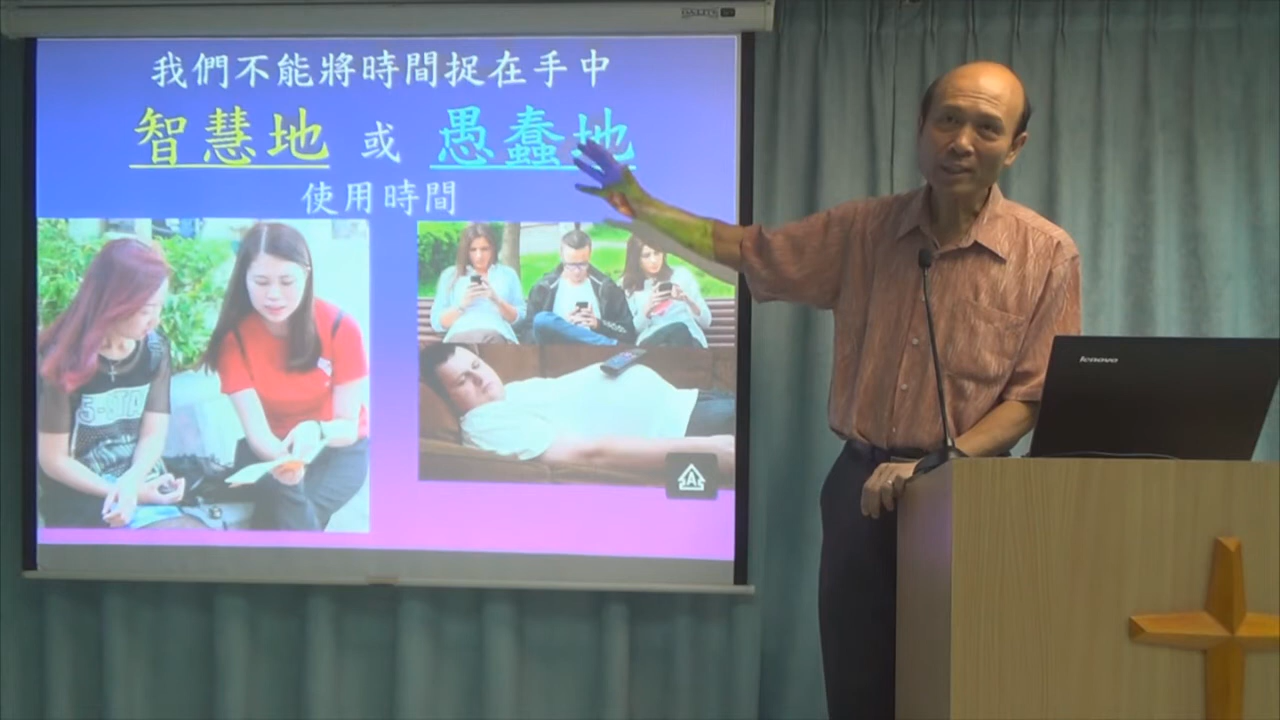 我們不能將時間捉在手中
智慧地 或 愚蠢地
使用時間
lenovo
A